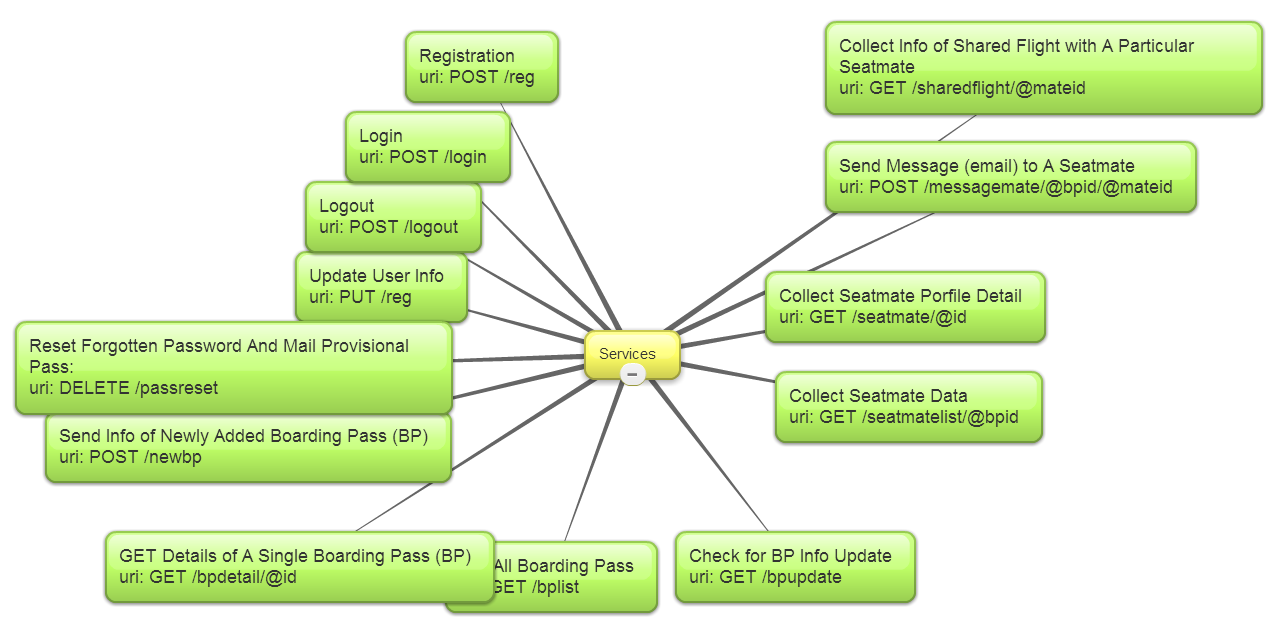 Registration
uri: POST /reg
Login
uri: POST /login
Logout
uri: POST /logout
Update User Info
uri: PUT /reg
Reset Forgotten Password And Mail Provisional
Pass:
uri: DELETE /passreset
Send Info of Newly Added Boarding Pass (BP)
uri: POST /newbp
GET Details of A Single Boarding Pass (BP)
uri: GET /bpdetail/@id
All Boarding Pass
GET /bplist
Check for BP Info Update
uri: GET /bpupdate
Services
Collect Info of Shared Flight with A Particular
Seatmate
uri: GET /sharedflight/@mateid
Send Message (email) to A Seatmate
uri: POST /messagemate/@bpid/@mateid
Collect Seatmate Porfile Detail
uri: GET /seatmate/@id
Collect Seatmate Data
uri: GET /seatmatelist/@bpid